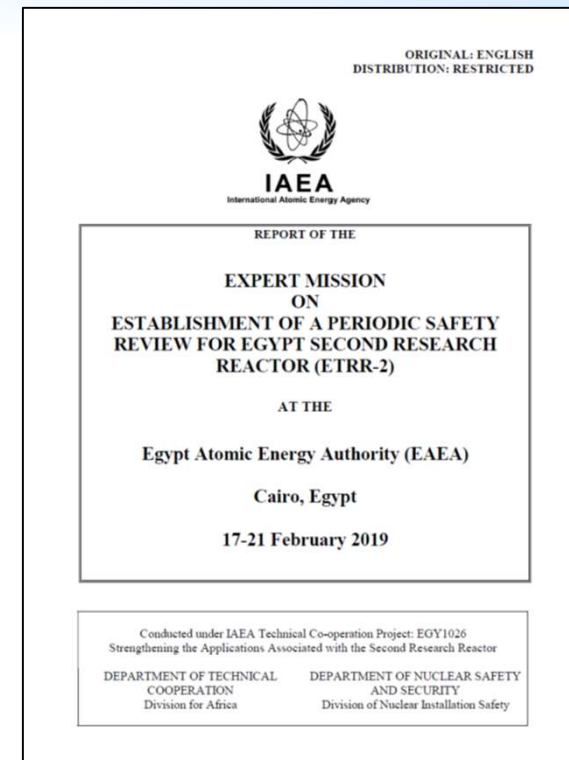 ORIGINAL: ENGLISH
DISTRIBUTION: RESTRICTED
IAEA
International Atomic Energy Agency
REPORT OF THE
EXPERT MISSION
ON
ESTABLISHMENT OF A PERIODIC SAFETY
REVIEW FOR EGYPT SECOND RESEARCH
REACTOR (ETRR-2)
AT THE
Egypt Atomic Energy Authority (EAEA)
Cairo, Egypt
17-21 February 2019
Conducted under IAEA Technical Co-operation Project: EGY1026
Strengthening the Applications Associated with the Second Research Reactor
DEPARTMENT OF TECHNICAL
COOPERATION
Division for Africa
DEPARTMENT OF NUCLEAR SAFETY
AND SECURITY
Division of Nuclear Installation Safety